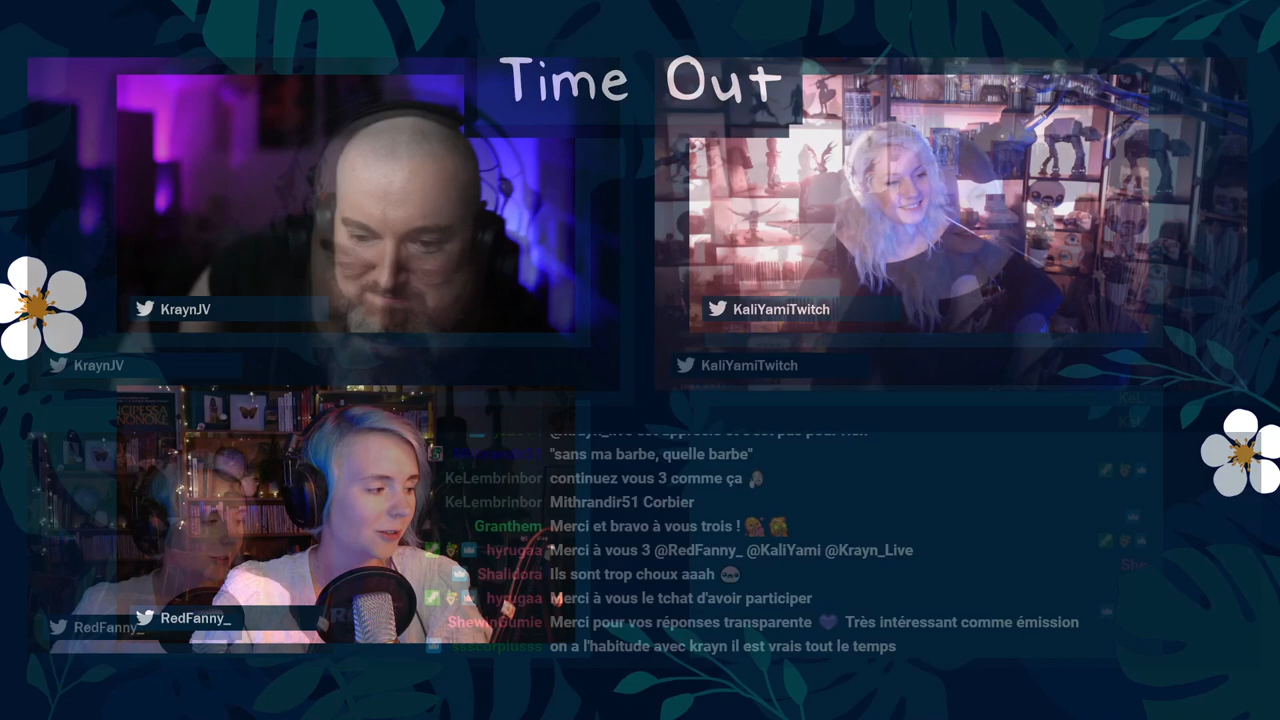 Time Out
KraynJV
KaliYamiTwitch
KraynJV
KaliYamiTwitch
"sans ma barbe, quelle barbe"
KeLembrinbor continuez vous 3 comme ça
KeLembrinbor Mithrandir51 Corbier
Granthem Merci et bravo à vous trois !
hyrugaa Merci à vous 3 @RedFanny_ @KaliYami @Krayn_Live
Shalidora Ils sont trop choux aaah
hyrugaa Merci à vous le tchat d'avoir participer
ShewinGumie Merci pour vos réponses transparente Très intéressant comme émission
ssscorpiusss on a l'habitude avec krayn il est vrais tout le temps
RedFanny_
RedFanny_